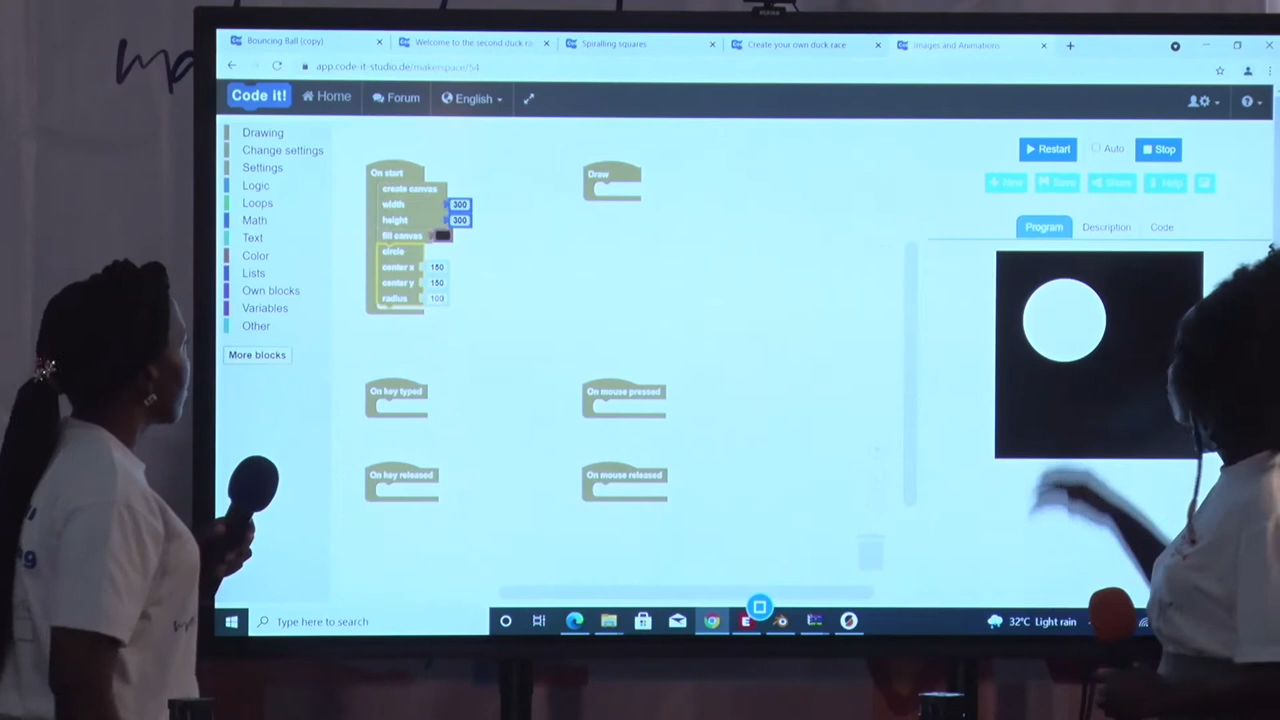 Bouncing Ball (copy)
Welcome to the second duck
Spiralling squares
Create your own duck race
Images and Animations
app.code-it-studio.de/makerspace/54
Code it!
Home
Forum
English
Drawing
Change settings
Settings
Logic
Loops
Math
Text
Color
Lists
Own blocks
Variables
Other
More blocks
On start
create canvas
width 300
height 300
fill canvas
circle
center x 150
center y 150
radius 100
Draw
On key typed
On mouse pressed
On key released
On mouse released
Restart
Auto
Stop
New
Save
Share
Help
Program
Description
Code
Type here to search
32°C Light rain